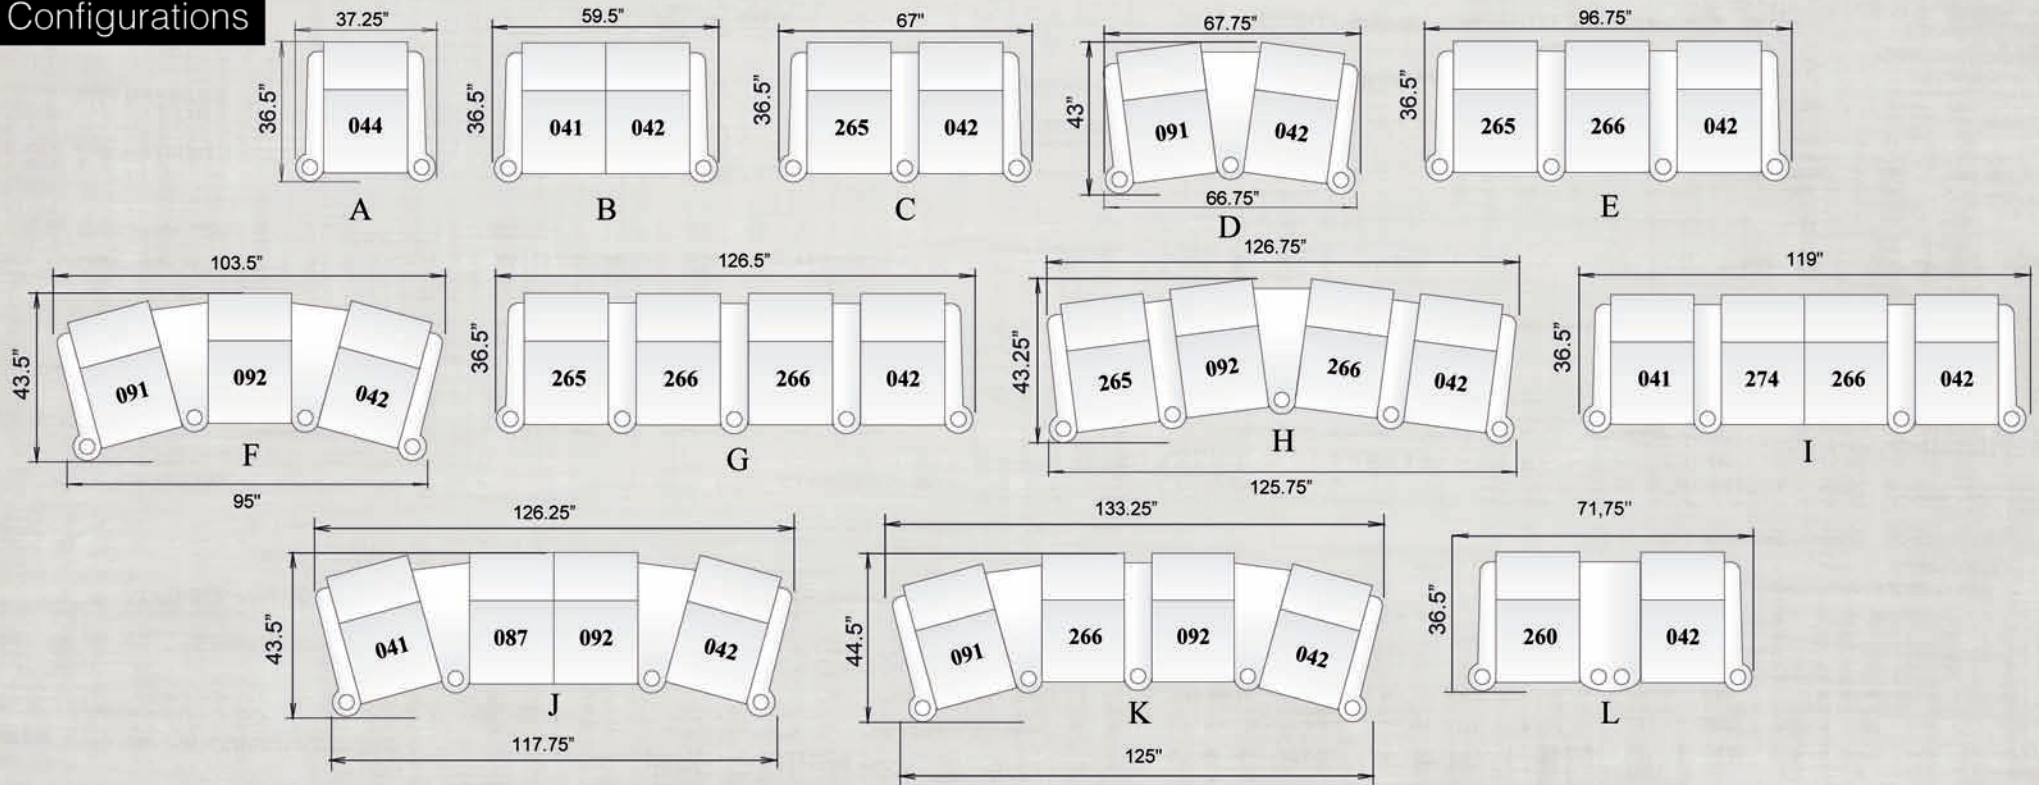 Configurations
37.25”
36.5”
044
A
59.5”
36.5”
041 042
B
67”
36.5”
265 042
C
67.75”
43”
091 042
66.75”
D
96.75”
36.5”
265 266 042
E
103.5”
43.5”
091 092 042
F
95”
126.5”
36.5”
265 266 266 042
G
126.75”
43.25”
265 092 266 042
H
125.75”
119”
36.5”
041 274 266 042
I
126.25”
43.5”
041 087 092 042
J
117.75”
133.25”
44.5”
091 266 092 042
K
125”
71,75”
36.5”
260 042
L